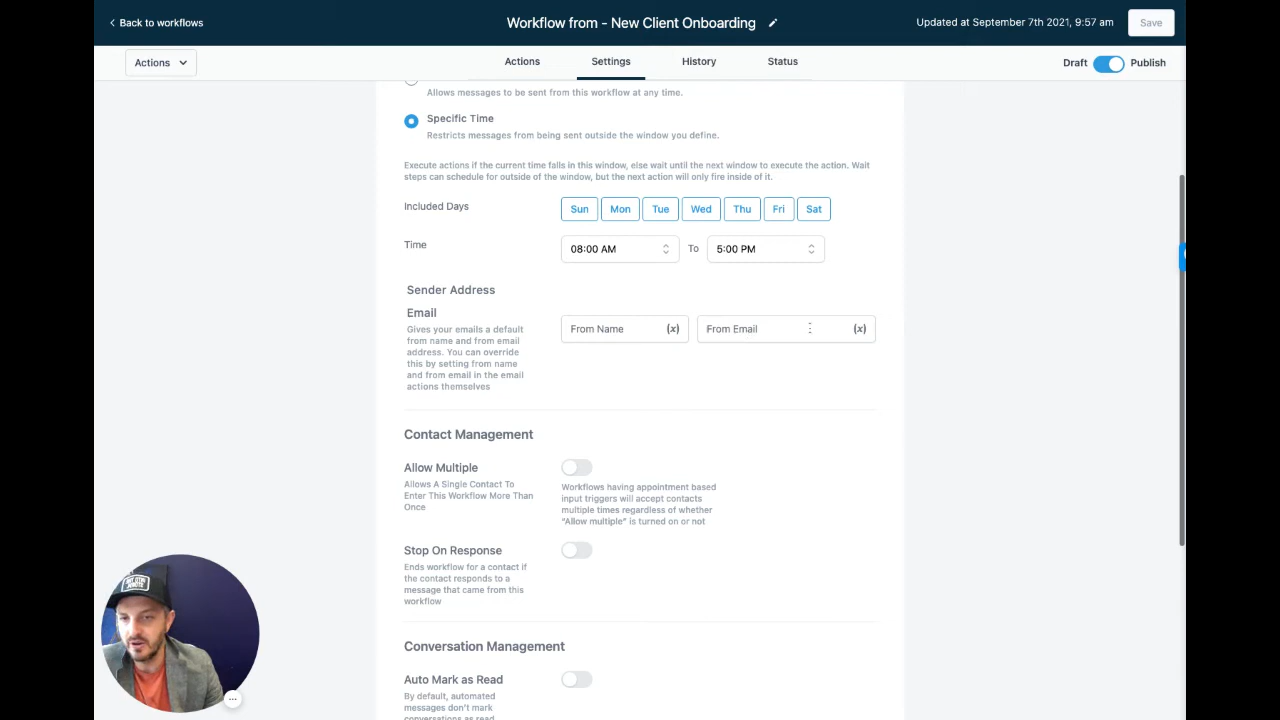 Back to workflows
Workflow from - New Client Onboarding
Updated at September 7th 2021, 9:57 am
Save
Actions
Actions
Settings
History
Status
Draft
Publish
Allows messages to be sent from this workflow at any time.
Specific Time
Restricts messages from being sent outside the window you define.
Execute actions if the current time falls in this window, else wait until the next window to execute the action. Wait
steps can schedule for outside of the window, but the next action will only fire inside of it.
Included Days
Sun
Mon
Tue
Wed
Thu
Fri
Sat
Time
08:00 AM
To
5:00 PM
Sender Address
Email
Gives your emails a default
from name and from email
address. You can override
this by setting from name
and from email in the email
actions themselves
From Name
(x)
From Email
(x)
Contact Management
Allow Multiple
Allows A Single Contact To
Enter This Workflow More Than
Once
Workflows having appointment based
input triggers will accept contacts
multiple times regardless of whether
“Allow multiple” is turned on or not
Stop On Response
Ends workflow for a contact if
the contact responds to a
message that came from this
workflow
Conversation Management
Auto Mark as Read
By default, automated
messages don't mark
conversations as read